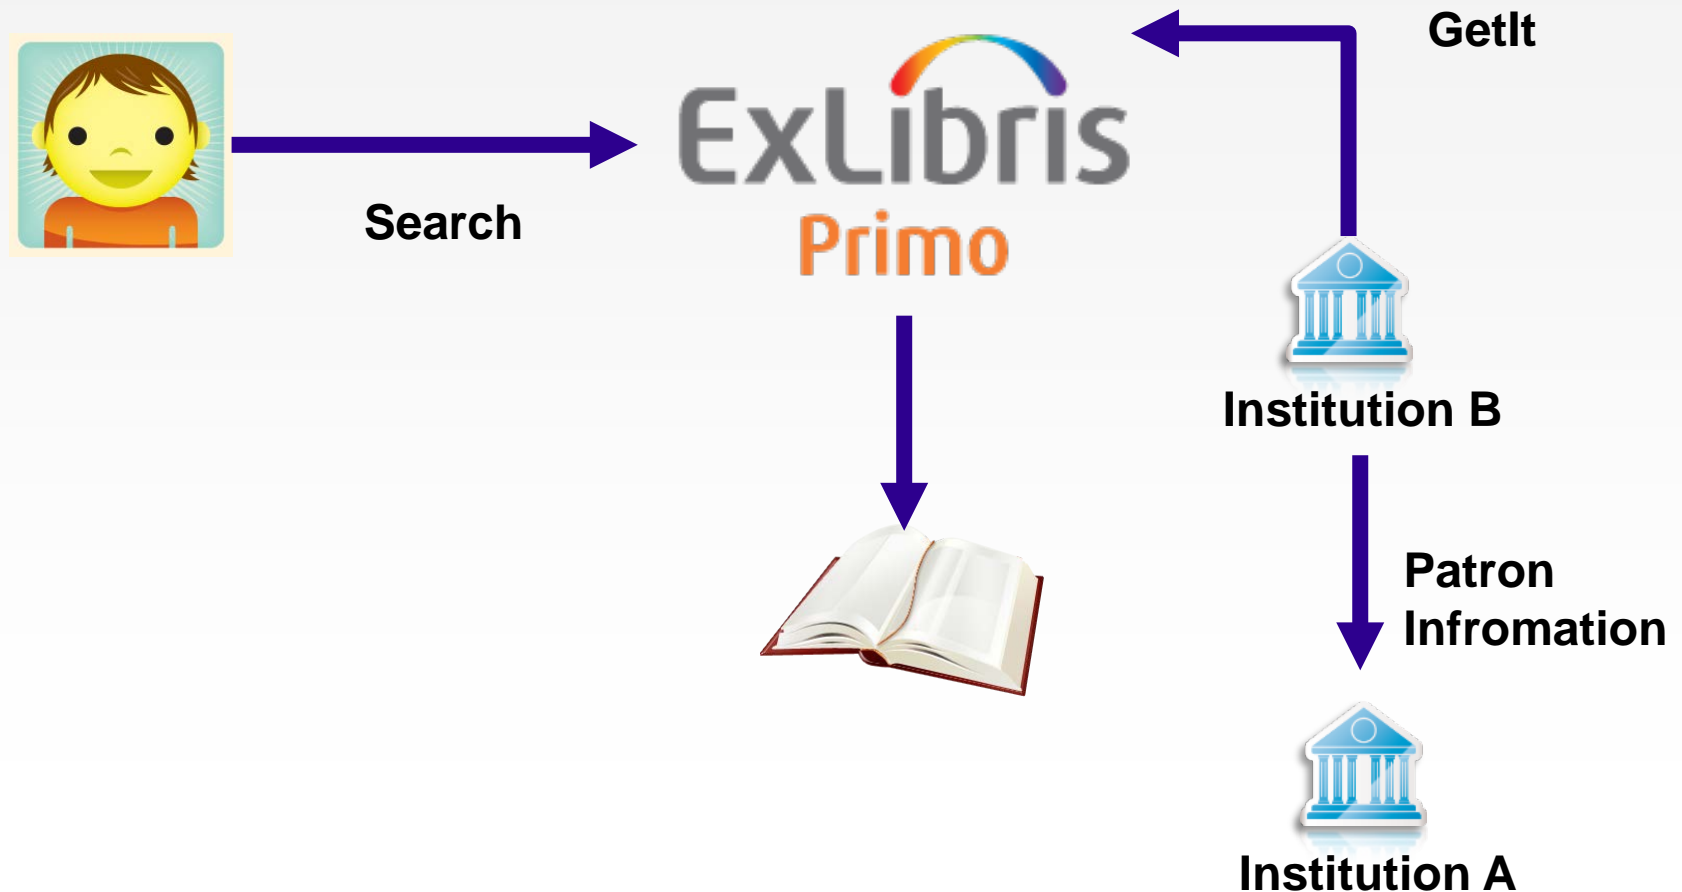 GetIt
ExLibris
Primo
Search
Institution B
Patron
Infromation
Institution A